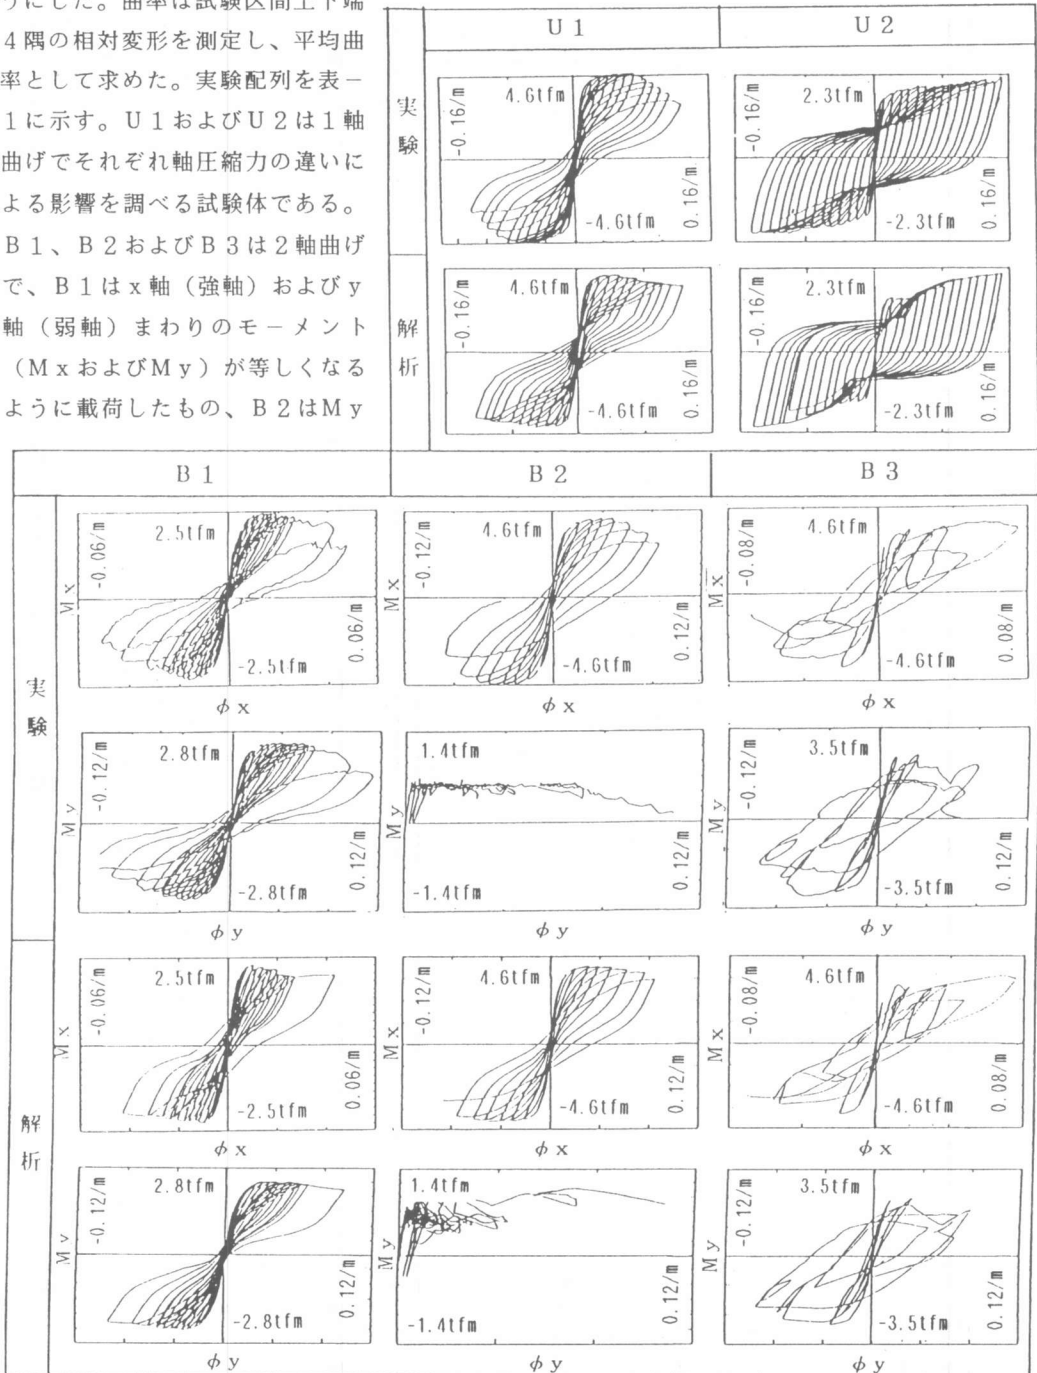 うにした。曲率は試験区間上下端
4隅の相対変形を測定し、平均曲
率として求めた。実験配列を表-
1に示す。U1およびU2は1軸
曲げでそれぞれ軸圧縮力の違いに
よる影響を調べる試験体である。
B1、B2およびB3は2軸曲げ
で、B1はx軸(強軸)およびy
軸(弱軸)まわりのモーメント
(MxおよびMy)が等しくなる
ように載荷したもの、B2はMy
U1 U2
実験
-0.16/m 4.6tfm -4.6tfm 0.16/m
-0.16/m 2.3tfm -2.3tfm 0.16/m
解析
-0.16/m 4.6tfm -4.6tfm 0.16/m
-0.16/m 2.3tfm -2.3tfm 0.16/m
B1 B2 B3
実験
Mx -0.06/m 2.5tfm -2.5tfm 0.06/m φx
Mx -0.12/m 4.6tfm -4.6tfm 0.12/m φx
Mx -0.08/m 4.6tfm -4.6tfm 0.08/m φx
My -0.12/m 2.8tfm -2.8tfm 0.12/m φy
My 1.4tfm -1.4tfm 0.12/m φy
My -0.12/m 3.5tfm -3.5tfm 0.12/m φy
解析
Mx -0.06/m 2.5tfm -2.5tfm 0.06/m φx
Mx -0.12/m 4.6tfm -4.6tfm 0.12/m φx
Mx -0.08/m 4.6tfm -4.6tfm 0.08/m φx
My -0.12/m 2.8tfm -2.8tfm 0.12/m φy
My 1.4tfm -1.4tfm 0.12/m φy
My -0.12/m 3.5tfm -3.5tfm 0.12/m φy